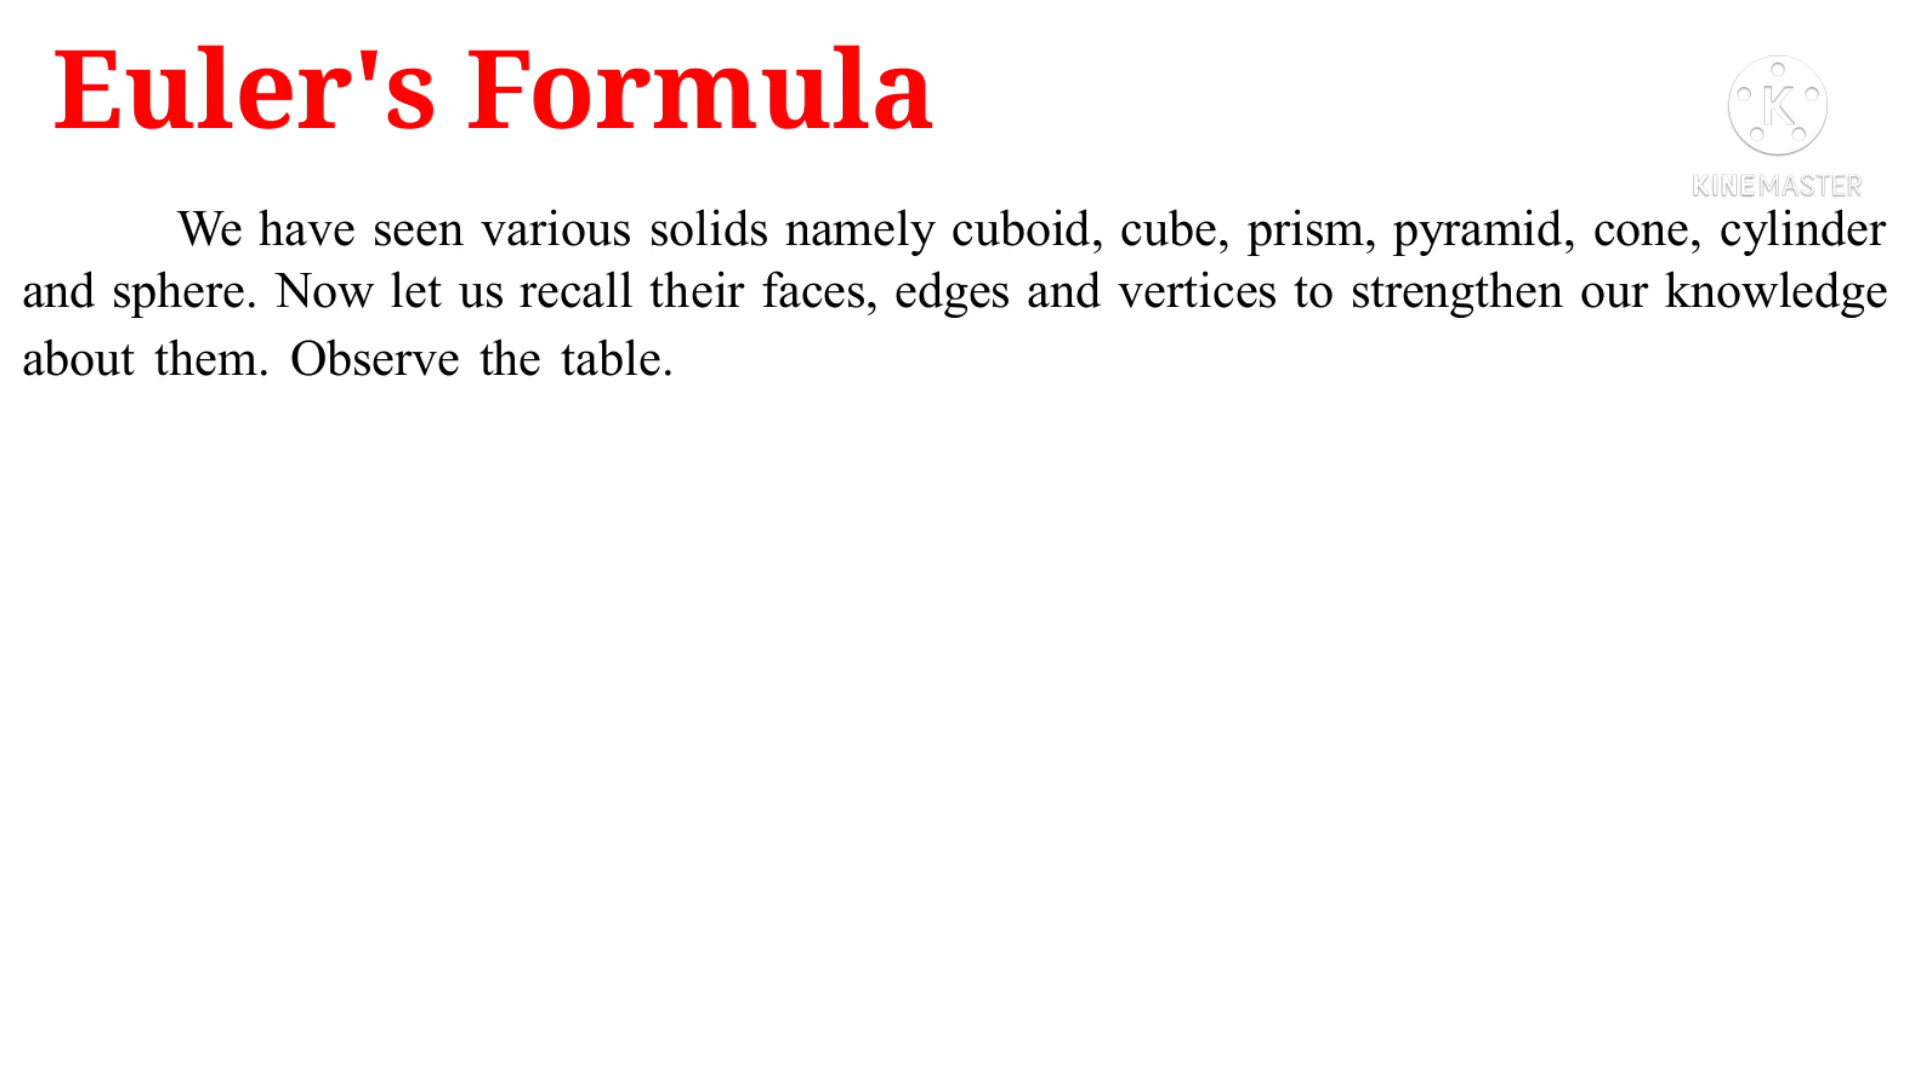 Euler's Formula
K
KINEMASTER
We have seen various solids namely cuboid, cube, prism, pyramid, cone, cylinder
and sphere. Now let us recall their faces, edges and vertices to strengthen our knowledge
about them. Observe the table.